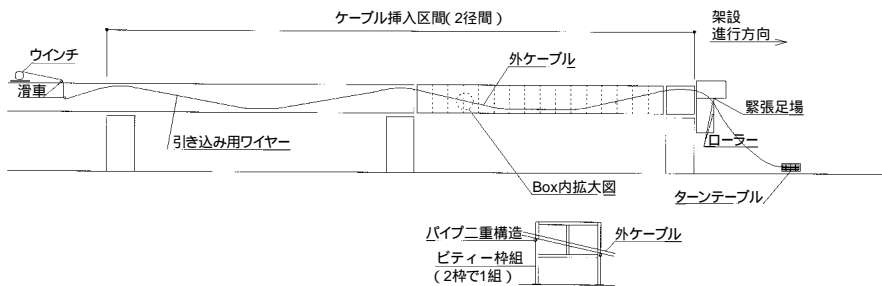 ケーブル挿入区間(2径間)
架設
進行方向
ウインチ
滑車
外ケーブル
緊張足場
引き込み用ワイヤー
ローラー
Box内拡大図
ターンテーブル
パイプ二重構造
外ケーブル
ビティー枠組
(2枠で1組)